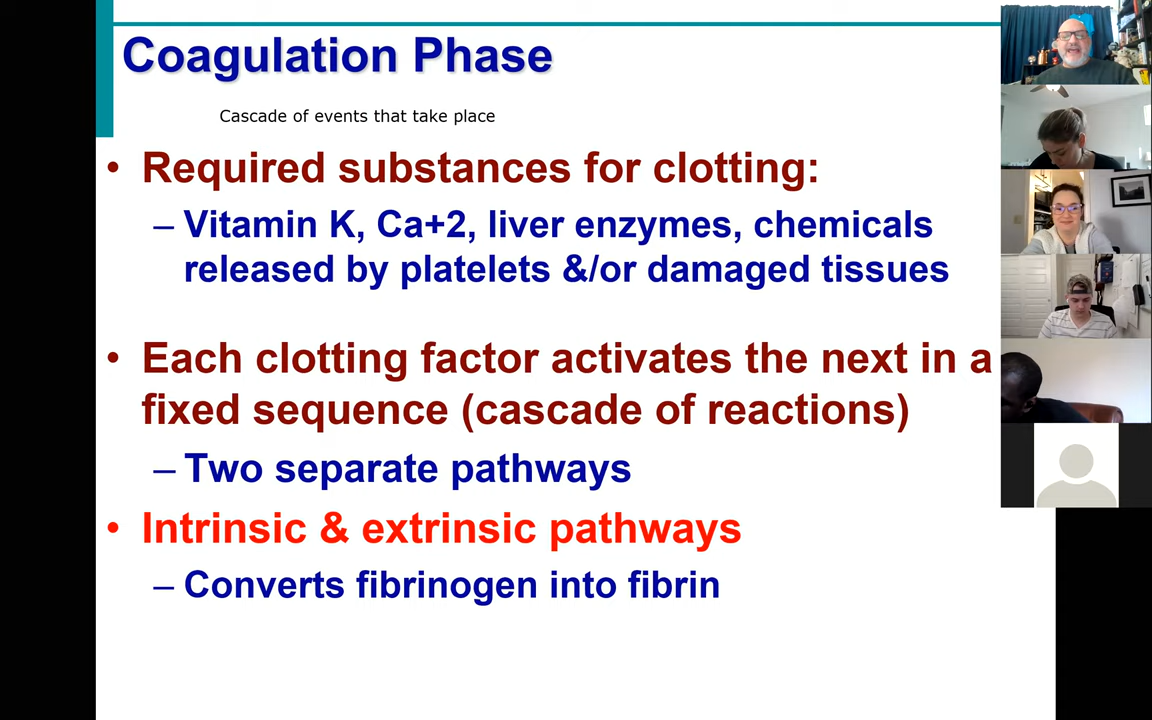 Coagulation Phase
Cascade of events that take place
• Required substances for clotting:
– Vitamin K, Ca+2, liver enzymes, chemicals
released by platelets &/or damaged tissues
• Each clotting factor activates the next in a
fixed sequence (cascade of reactions)
– Two separate pathways
• Intrinsic & extrinsic pathways
– Converts fibrinogen into fibrin